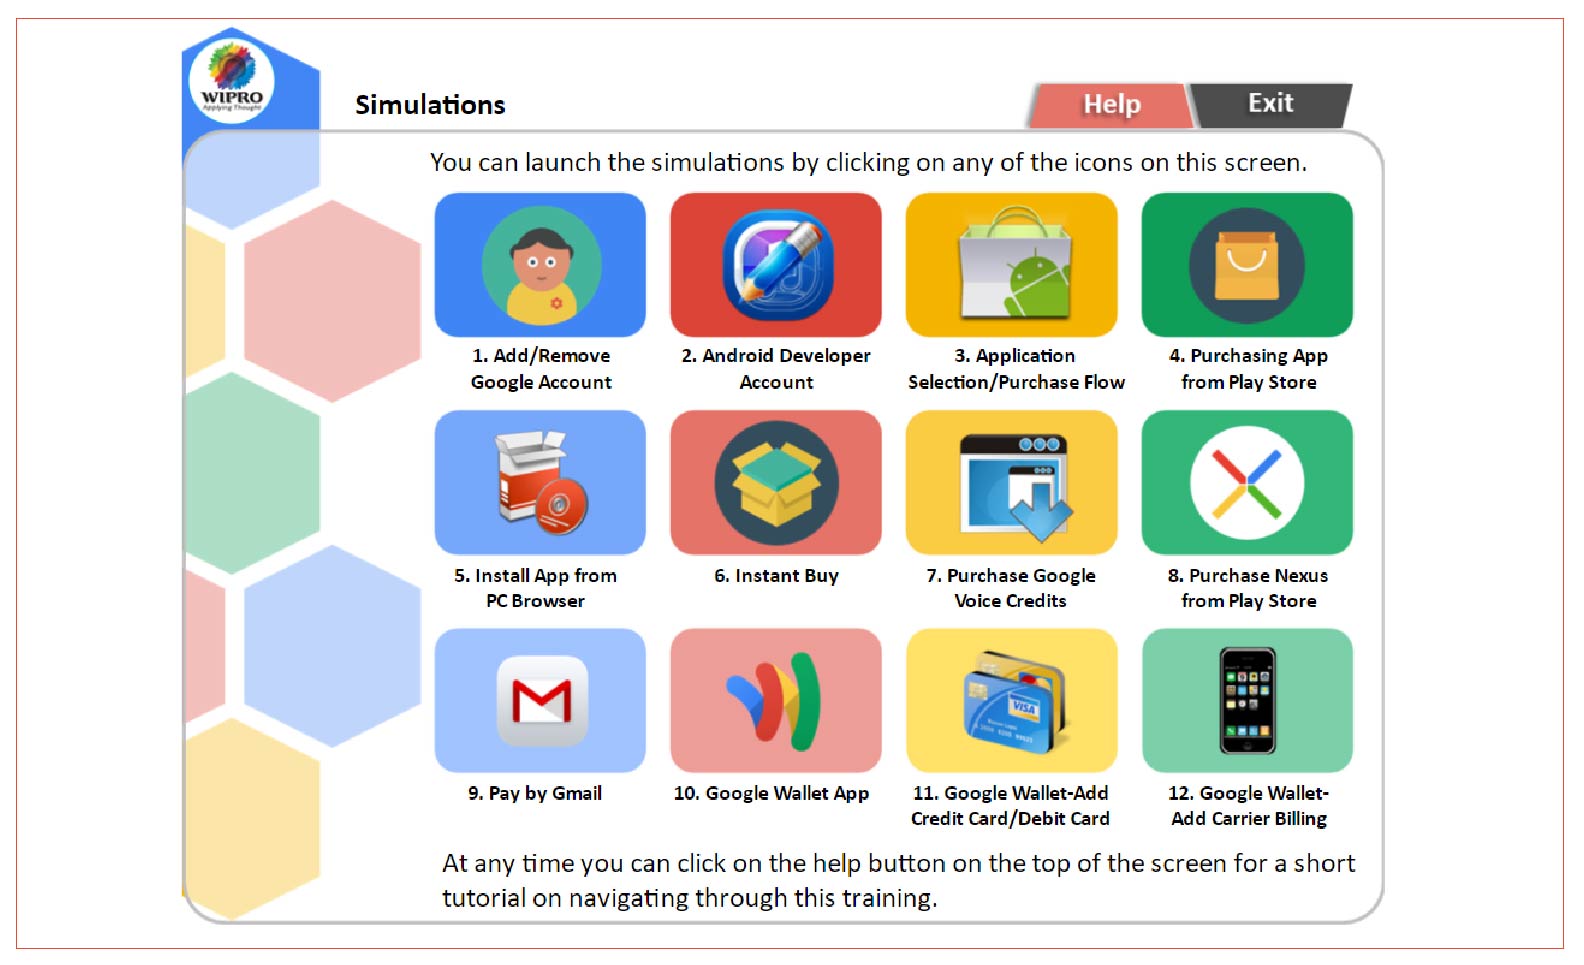 WIPRO
Applying Thought
Simulations
Help
Exit
You can launch the simulations by clicking on any of the icons on this screen.
1. Add/Remove
Google Account
2. Android Developer
Account
3. Application
Selection/Purchase Flow
4. Purchasing App
from Play Store
5. Install App from
PC Browser
6. Instant Buy
7. Purchase Google
Voice Credits
8. Purchase Nexus
from Play Store
VISA
9. Pay by Gmail
10. Google Wallet App
11. Google Wallet-Add
Credit Card/Debit Card
12. Google Wallet-
Add Carrier Billing
At any time you can click on the help button on the top of the screen for a short
tutorial on navigating through this training.